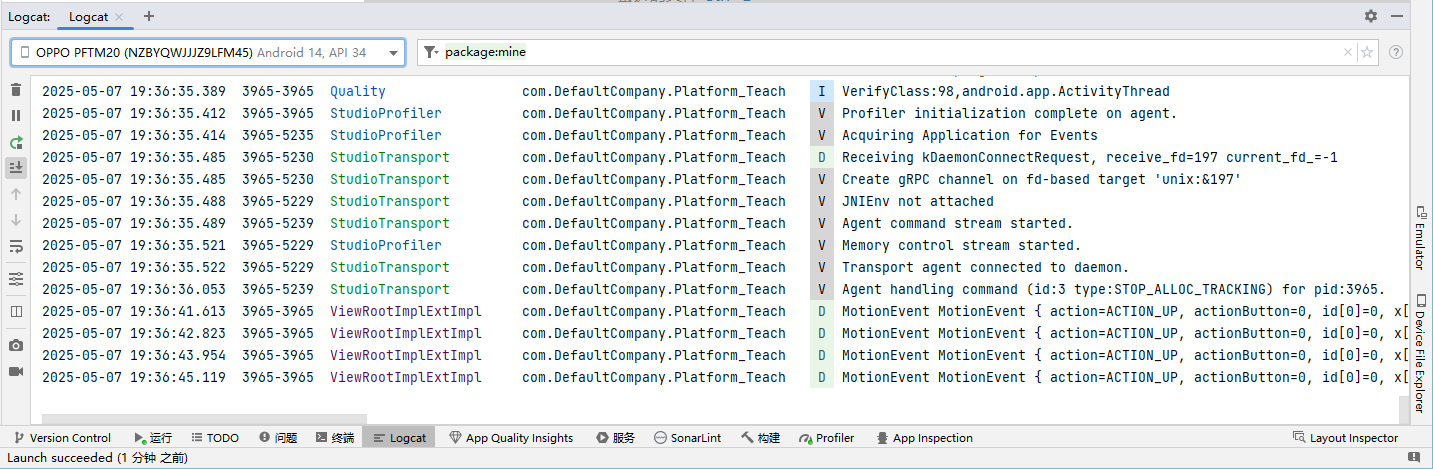 Logcat: Logcat
OPPO PFTM20 (NZBYQWJJJZ9LFM45) Android 14, API 34 package:mine
2025-05-07 19:36:35.389 3965-3965 Quality com.DefaultCompany.Platform_Teach I VerifyClass:98,android.app.ActivityThread
2025-05-07 19:36:35.412 3965-3965 StudioProfiler com.DefaultCompany.Platform_Teach V Profiler initialization complete on agent.
2025-05-07 19:36:35.414 3965-5235 StudioProfiler com.DefaultCompany.Platform_Teach V Acquiring Application for Events
2025-05-07 19:36:35.485 3965-5230 StudioTransport com.DefaultCompany.Platform_Teach D Receiving kDaemonConnectRequest, receive_fd=197 current_fd_=-1
2025-05-07 19:36:35.485 3965-5230 StudioTransport com.DefaultCompany.Platform_Teach V Create gRPC channel on fd-based target 'unix:&197'
2025-05-07 19:36:35.488 3965-5229 StudioTransport com.DefaultCompany.Platform_Teach V JNIEnv not attached
2025-05-07 19:36:35.489 3965-5239 StudioTransport com.DefaultCompany.Platform_Teach V Agent command stream started.
2025-05-07 19:36:35.521 3965-5229 StudioProfiler com.DefaultCompany.Platform_Teach V Memory control stream started.
2025-05-07 19:36:35.522 3965-5229 StudioTransport com.DefaultCompany.Platform_Teach V Transport agent connected to daemon.
2025-05-07 19:36:36.053 3965-5239 StudioTransport com.DefaultCompany.Platform_Teach V Agent handling command (id:3 type:STOP_ALLOC_TRACKING) for pid:3965.
2025-05-07 19:36:41.613 3965-3965 ViewRootImplExtImpl com.DefaultCompany.Platform_Teach D MotionEvent MotionEvent { action=ACTION_UP, actionButton=0, id[0]=0, x[
2025-05-07 19:36:42.823 3965-3965 ViewRootImplExtImpl com.DefaultCompany.Platform_Teach D MotionEvent MotionEvent { action=ACTION_UP, actionButton=0, id[0]=0, x[
2025-05-07 19:36:43.954 3965-3965 ViewRootImplExtImpl com.DefaultCompany.Platform_Teach D MotionEvent MotionEvent { action=ACTION_UP, actionButton=0, id[0]=0, x[
2025-05-07 19:36:45.119 3965-3965 ViewRootImplExtImpl com.DefaultCompany.Platform_Teach D MotionEvent MotionEvent { action=ACTION_UP, actionButton=0, id[0]=0, x[
Emulator
Device File Explorer
Version Control 运行 TODO 问题 终端 Logcat App Quality Insights 服务 SonarLint 构建 Profiler App Inspection Layout Inspector
Launch succeeded (1 分钟 之前)